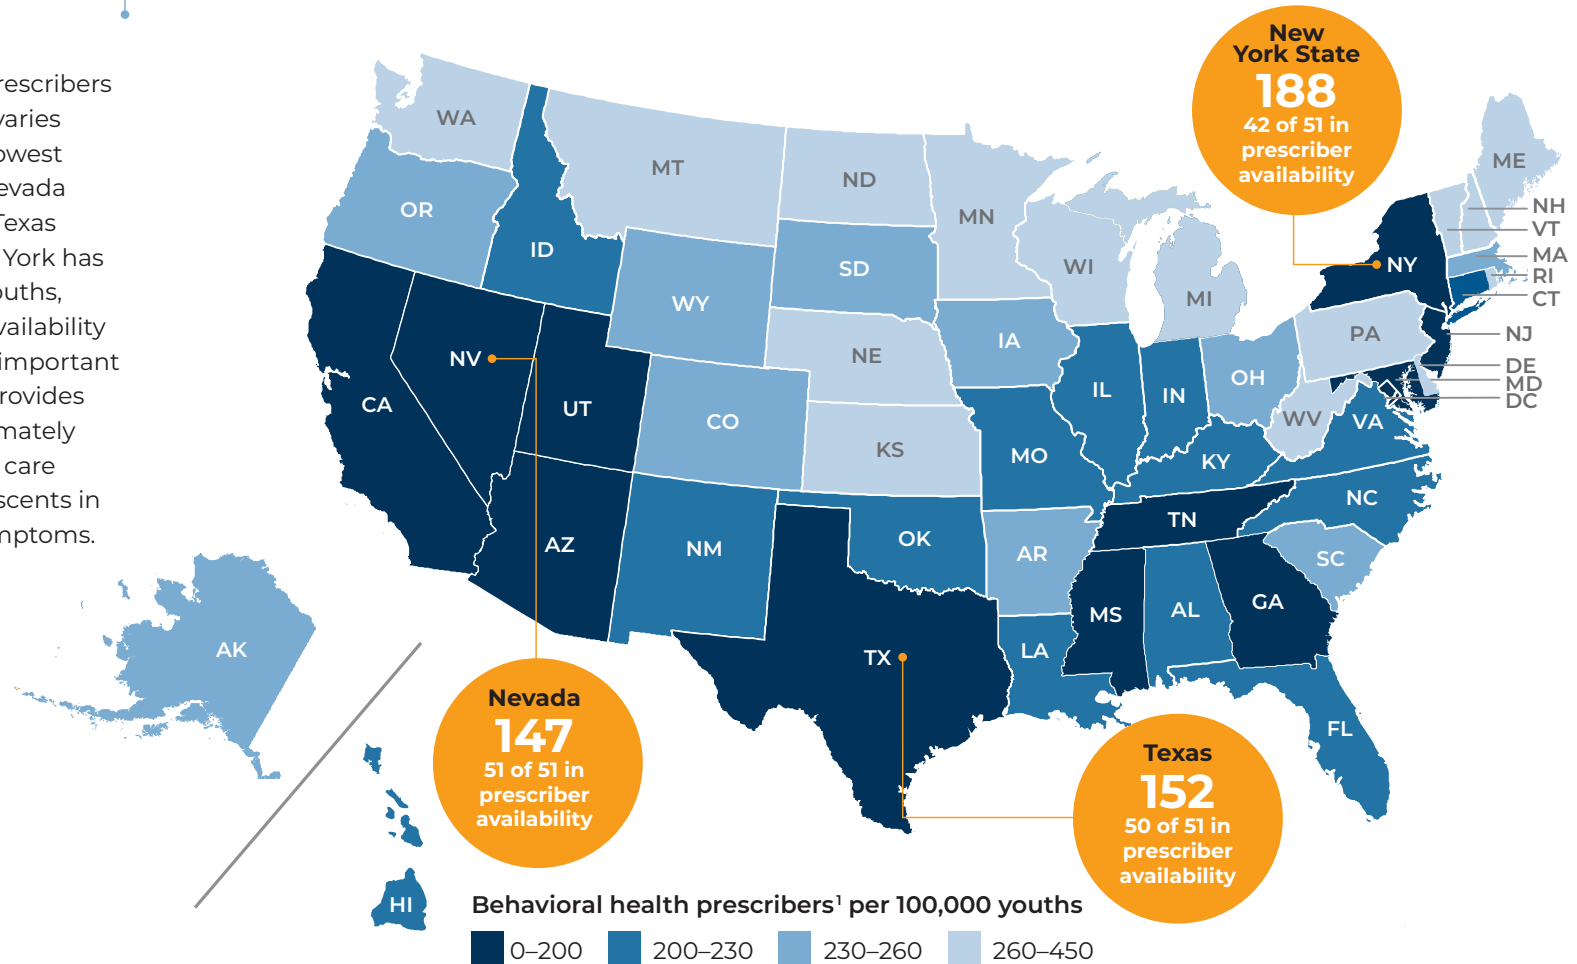 rescribers
varies
owest
evada
Texas
York has
ouths,
vailability
important
rovides
mately
care
scents in
mptoms.
New
York State
188
42 of 51 in
prescriber
availability
WA
MT
ND
MN
ME
OR
ID
SD
WI
MI
NY
NH
VT
MA
RI
CT
WY
NE
IA
PA
NJ
NV
CA
UT
CO
KS
IL
IN
OH
WV
VA
DE
MD
DC
MO
KY
NC
AZ
NM
OK
AR
TN
SC
MS
AL
GA
AK
TX
LA
FL
HI
Nevada
147
51 of 51 in
prescriber
availability
Texas
152
50 of 51 in
prescriber
availability
Behavioral health prescribers¹ per 100,000 youths
0–200 200–230 230–260 260–450